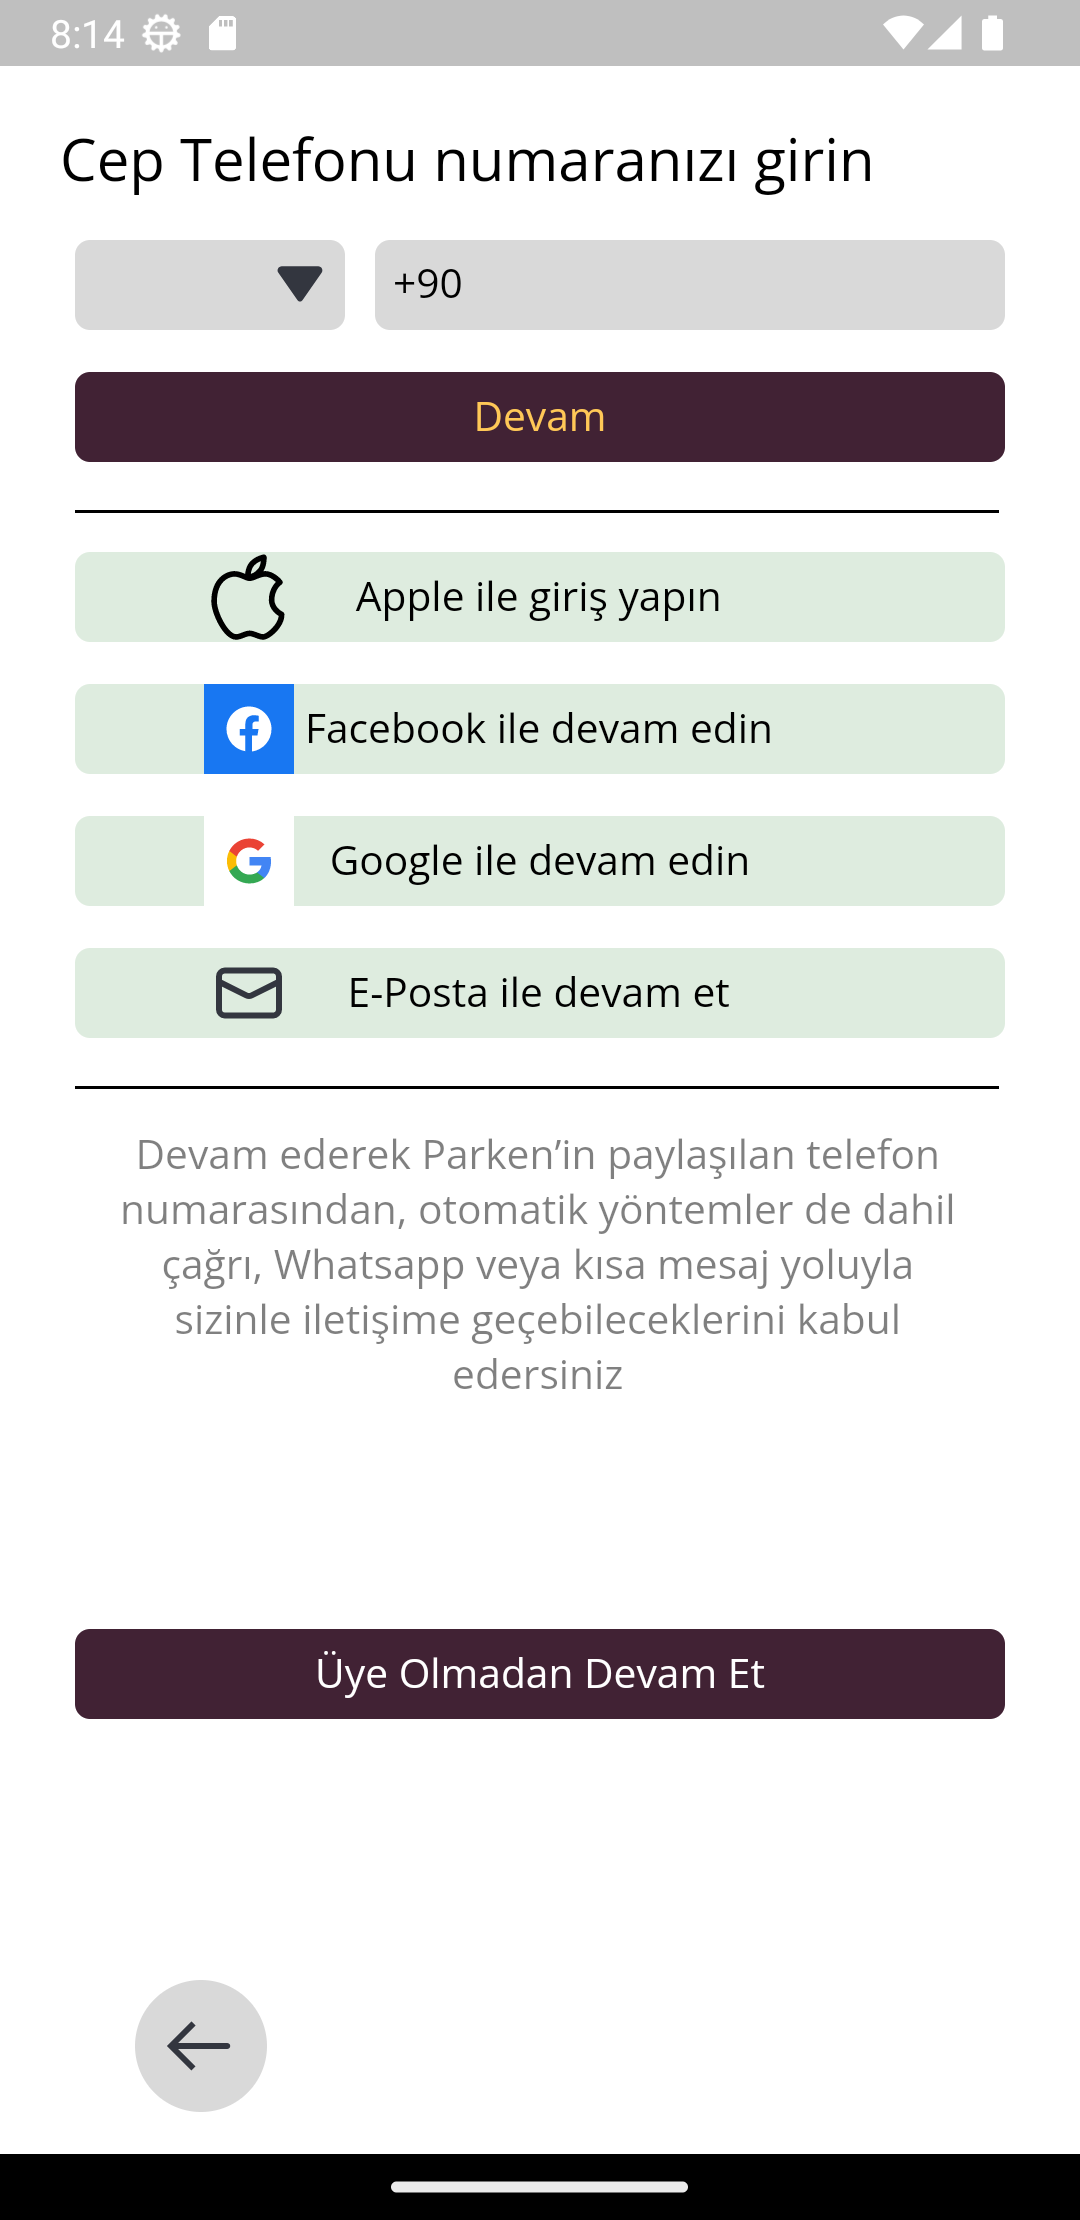 8:14
Cep Telefonu numaranızı girin
+90
Devam
Apple ile giriş yapın
Facebook ile devam edin
Google ile devam edin
E-Posta ile devam et
Devam ederek Parken’in paylaşılan telefon
numarasından, otomatik yöntemler de dahil
çağrı, Whatsapp veya kısa mesaj yoluyla
sizinle iletişime geçebileceklerini kabul
edersiniz
Üye Olmadan Devam Et